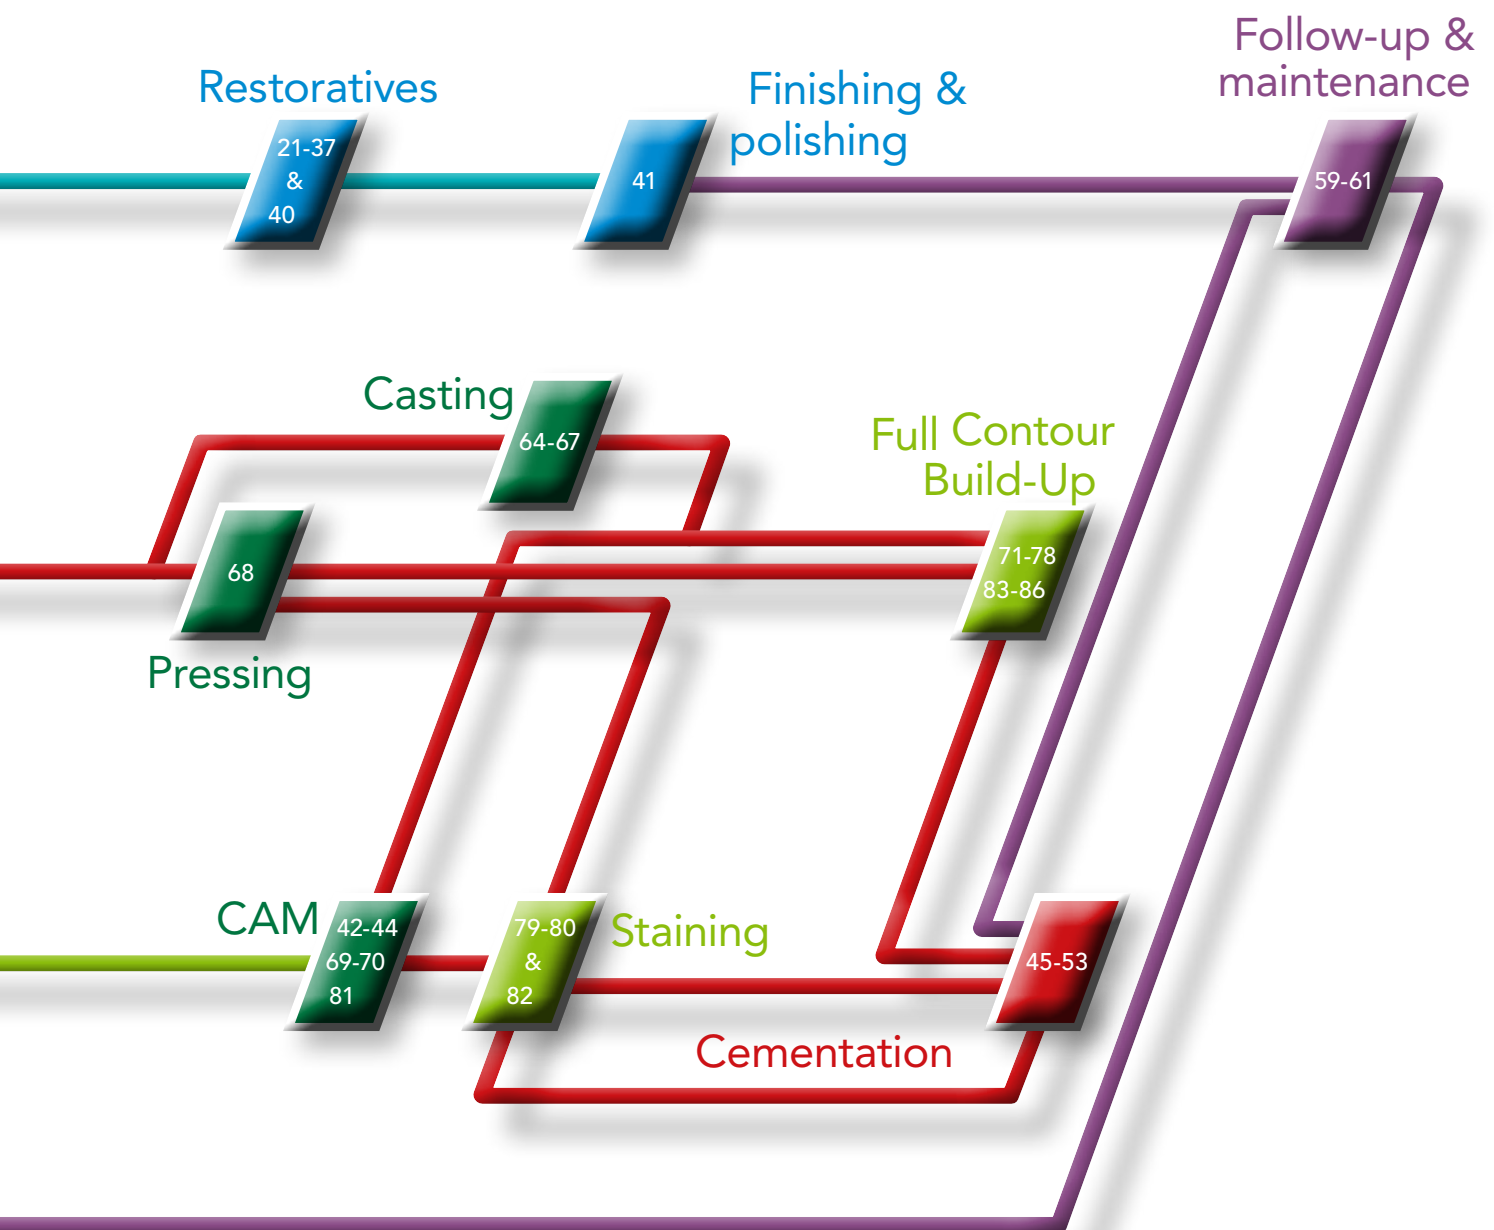 Follow-up &
maintenance
Restoratives
Finishing &
polishing
21-37
&
40
41
59-61
Casting
64-67
Full Contour
Build-Up
68
71-78
83-86
Pressing
CAM
42-44
69-70
81
79-80
&
82
Staining
45-53
Cementation